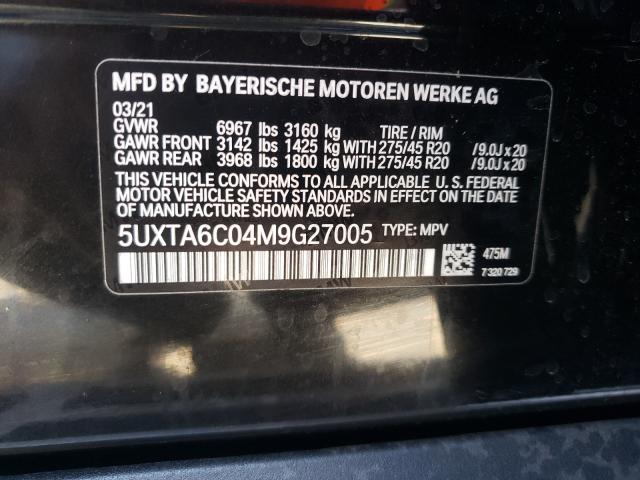 MFD BY BAYERISCHE MOTOREN WERKE AG
03/21
GVWR 6967 lbs 3160 kg TIRE / RIM
GAWR FRONT 3142 lbs 1425 kg WITH 275/45 R20 /9.0J x 20
GAWR REAR 3968 lbs 1800 kg WITH 275/45 R20 /9.0J x 20
THIS VEHICLE CONFORMS TO ALL APPLICABLE U. S. FEDERAL
MOTOR VEHICLE SAFETY STANDARDS IN EFFECT ON THE DATE
OF MANUFACTURE SHOWN ABOVE.
5UXTA6C04M9G27005 TYPE: MPV
475M
7 320 729